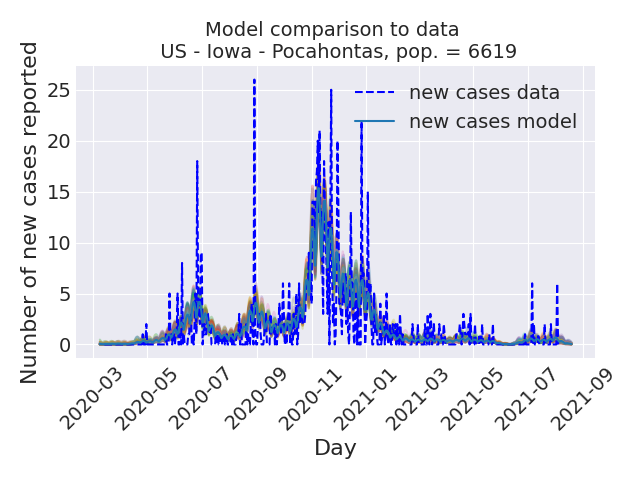 Model comparison to data
US - Iowa - Pocahontas, pop. = 6619
Number of new cases reported
25
20
15
10
5
0
new cases data
new cases model
2020-03
2020-05
2020-07
2020-09
2020-11
2021-01
2021-03
2021-05
2021-07
2021-09
Day